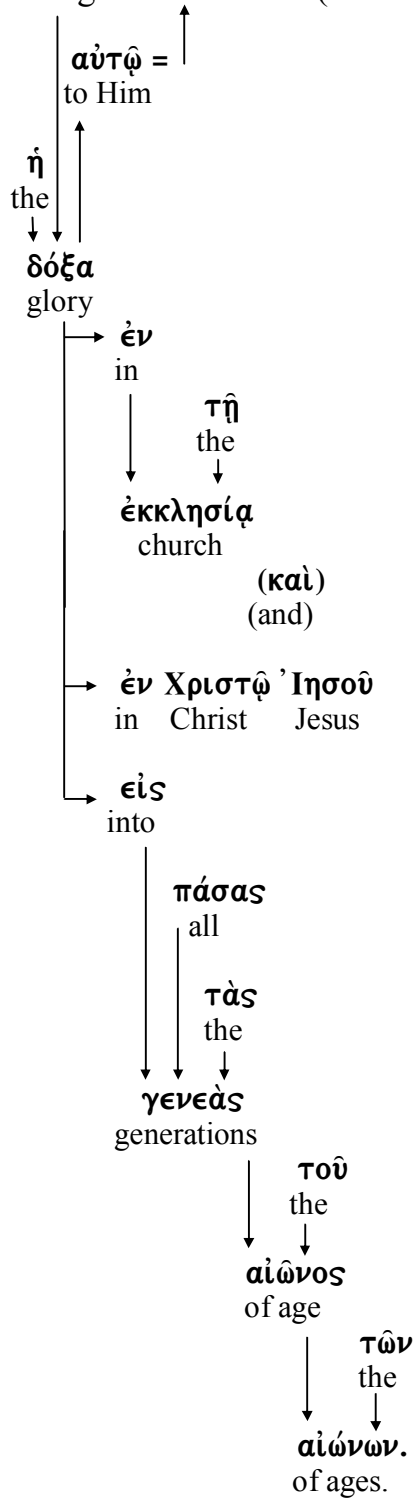 αὐτῷ =
to Him
ἡ
the
δόξα
glory
ἐν
in
τῇ
the
ἐκκλησίᾳ
church
(καὶ)
(and)
ἐν Χριστῷ Ἰησοῦ
in Christ Jesus
εἰς
into
πάσας
all
τὰς
the
γενεὰς
generations
τοῦ
the
αἰῶνος
of age
τῶν
the
αἰώνων.
of ages.